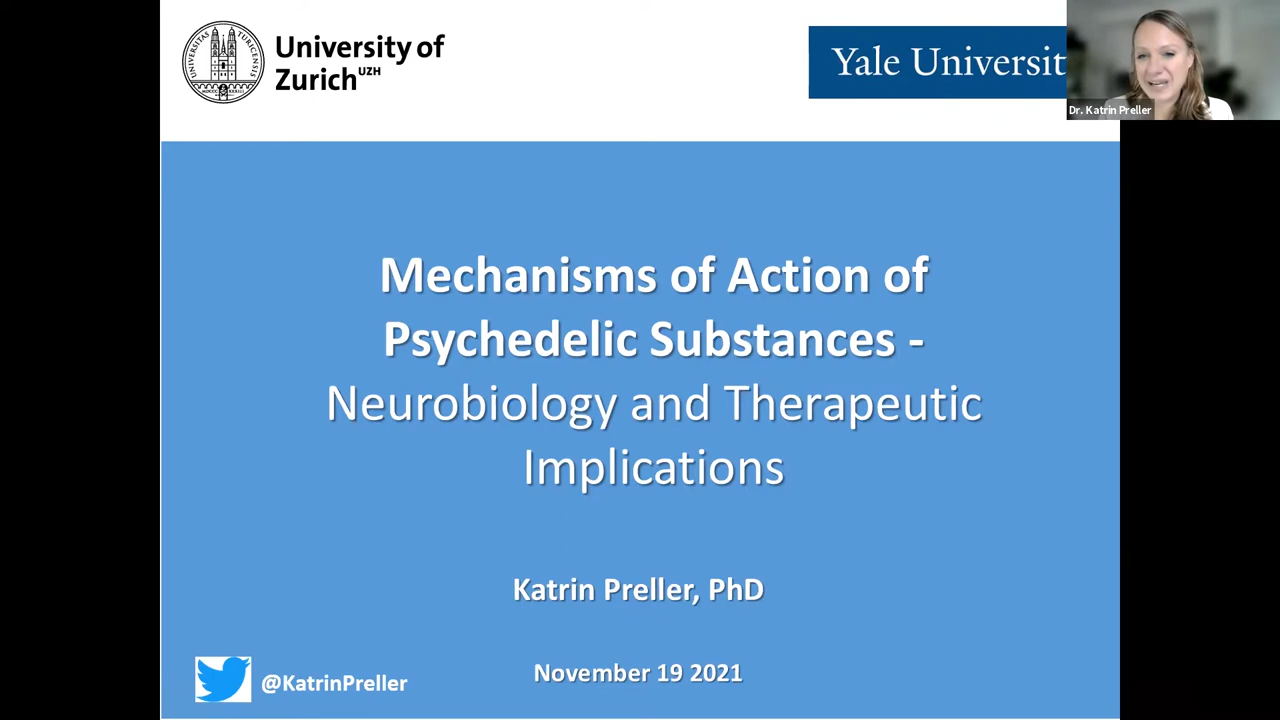 University of
Zurich UZH
Yale Universit
Dr. Katrin Preller
Mechanisms of Action of
Psychedelic Substances -
Neurobiology and Therapeutic
Implications
Katrin Preller, PhD
November 19 2021
@KatrinPreller